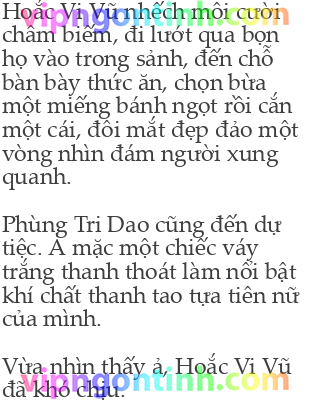 Hoắc Vi Vũ nhếch môi cười
vipngontinh.com
châm biếm, đi lướt qua bọn
họ vào trong sảnh, đến chỗ
bàn bày thức ăn, chọn bừa
một miếng bánh ngọt rồi cắn
một cái, đôi mắt đẹp đảo một
vòng nhìn đám người xung
quanh.
Phùng Tri Dao cũng đến dự
tiệc. Ả mặc một chiếc váy
trắng thanh thoát làm nổi bật
khí chất thanh tao tựa tiên nữ
của mình.
Vừa nhìn thấy ả, Hoắc Vi Vũ
vipngontinh.com
đã khó chịu.